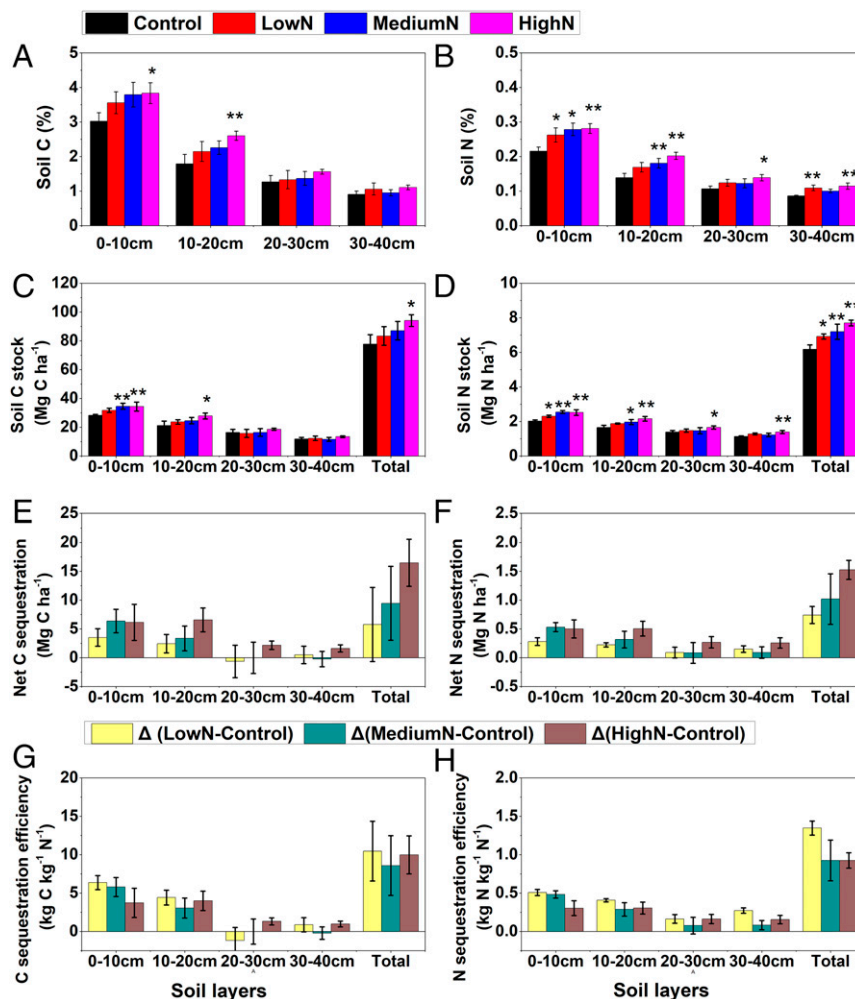 Control LowN MediumN HighN
A
Soil C (%)
5
4
3
2
1
0
*
**
0-10cm 10-20cm 20-30cm 30-40cm
B
Soil N (%)
0.5
0.4
0.3
0.2
0.1
0.0
* * **
** **
*
** **
0-10cm 10-20cm 20-30cm 30-40cm
C
Soil C stock
(Mg C ha⁻¹)
120
100
80
60
40
20
0
** **
*
*
0-10cm 10-20cm 20-30cm 30-40cm Total
D
Soil N stock
(Mg N ha⁻¹)
10
8
6
4
2
0
* ** **
* **
*
**
* ** **
0-10cm 10-20cm 20-30cm 30-40cm Total
E
Net C sequestration
(Mg C ha⁻¹)
25
20
15
10
5
0
-5
0-10cm 10-20cm 20-30cm 30-40cm Total
F
Net N sequestration
(Mg N ha⁻¹)
2.5
2.0
1.5
1.0
0.5
0.0
-0.5
0-10cm 10-20cm 20-30cm 30-40cm Total
Δ (LowN-Control) Δ(MediumN-Control) Δ(HighN-Control)
G
C sequestration efficiency
(kg C kg⁻¹ N⁻¹)
20
15
10
5
0
0-10cm 10-20cm 20-30cm 30-40cm Total
Soil layers
H
N sequestration efficiency
(kg N kg⁻¹ N⁻¹)
2.0
1.5
1.0
0.5
0.0
0-10cm 10-20cm 20-30cm 30-40cm Total
Soil layers